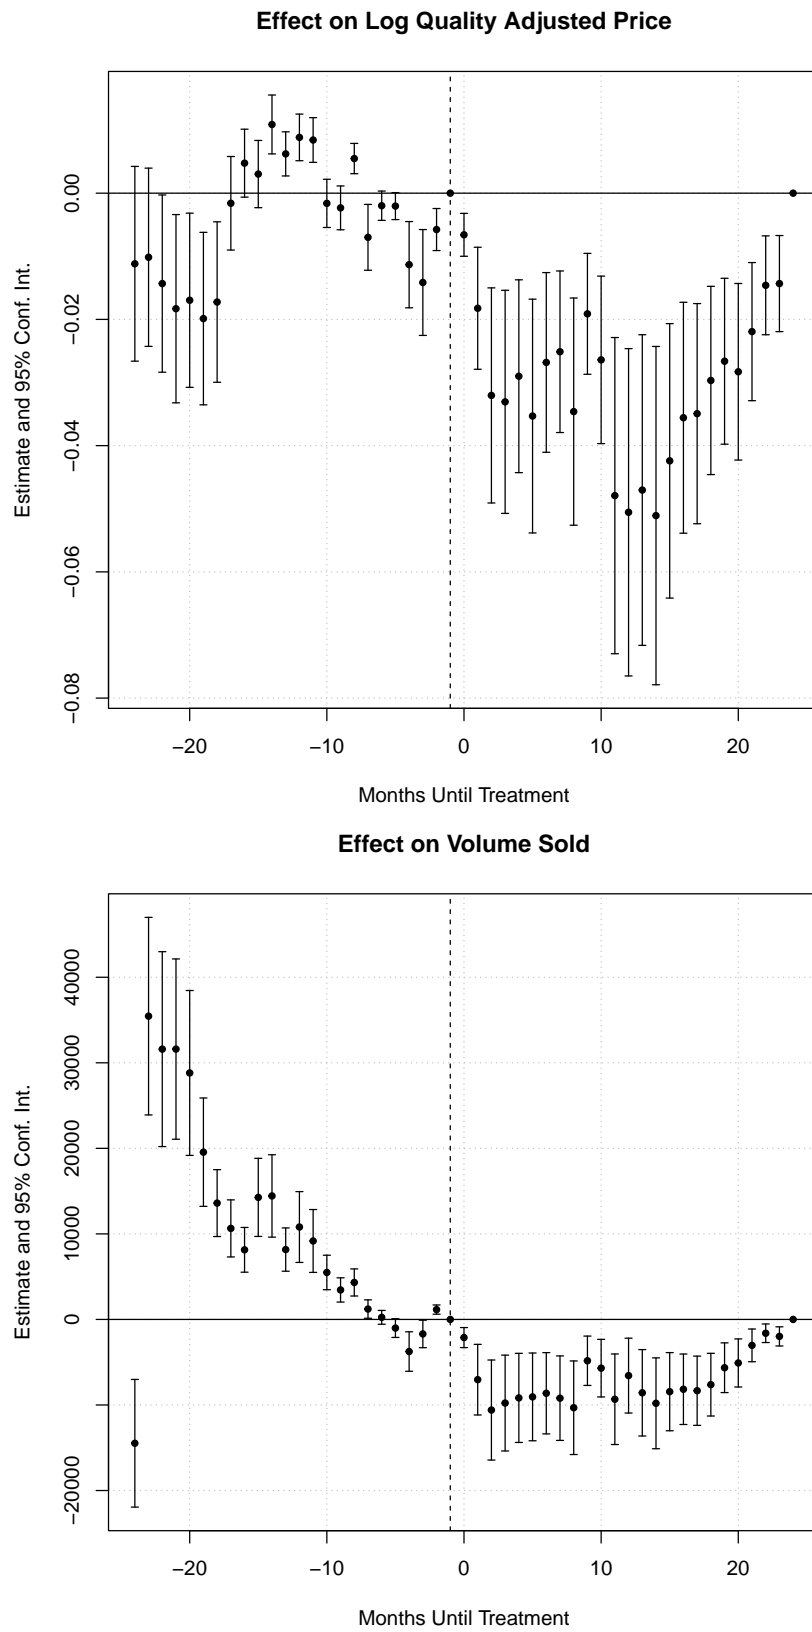 Effect on Log Quality Adjusted Price
Estimate and 95% Conf. Int.
0.00
−0.02
−0.04
−0.06
−0.08
−20 −10 0 10 20
Months Until Treatment
Effect on Volume Sold
Estimate and 95% Conf. Int.
40000
30000
20000
10000
0
−20000
−20 −10 0 10 20
Months Until Treatment